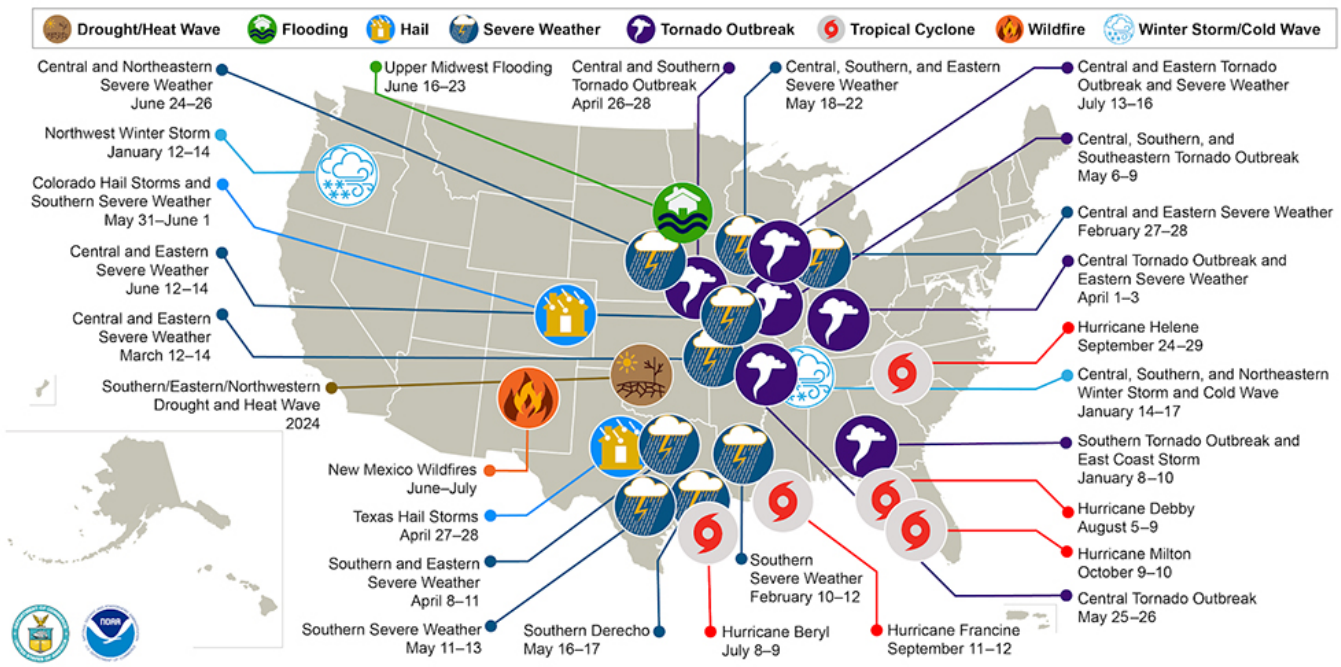 Drought/Heat Wave Flooding Hail Severe Weather Tornado Outbreak Tropical Cyclone Wildfire Winter Storm/Cold Wave
Central and Northeastern
Severe Weather
June 24–26
Northwest Winter Storm
January 12–14
Colorado Hail Storms and
Southern Severe Weather
May 31–June 1
Central and Eastern
Severe Weather
June 12–14
Central and Eastern
Severe Weather
March 12–14
Southern/Eastern/Northwestern
Drought and Heat Wave
2024
New Mexico Wildfires
June–July
Texas Hail Storms
April 27–28
Southern and Eastern
Severe Weather
April 8–11
Southern Severe Weather
May 11–13
Upper Midwest Flooding
June 16–23
Central and Southern
Tornado Outbreak
April 26–28
Central, Southern, and Eastern
Severe Weather
May 18–22
Central and Eastern Tornado
Outbreak and Severe Weather
July 13–16
Central, Southern, and
Southeastern Tornado Outbreak
May 6–9
Central and Eastern Severe Weather
February 27–28
Central Tornado Outbreak and
Eastern Severe Weather
April 1–3
Hurricane Helene
September 24–29
Central, Southern, and Northeastern
Winter Storm and Cold Wave
January 14–17
Southern Tornado Outbreak and
East Coast Storm
January 8–10
Hurricane Debby
August 5–9
Hurricane Milton
October 9–10
Central Tornado Outbreak
May 25–26
Southern
Severe Weather
February 10–12
Southern Derecho
May 16–17
Hurricane Beryl
July 8–9
Hurricane Francine
September 11–12
NOAA